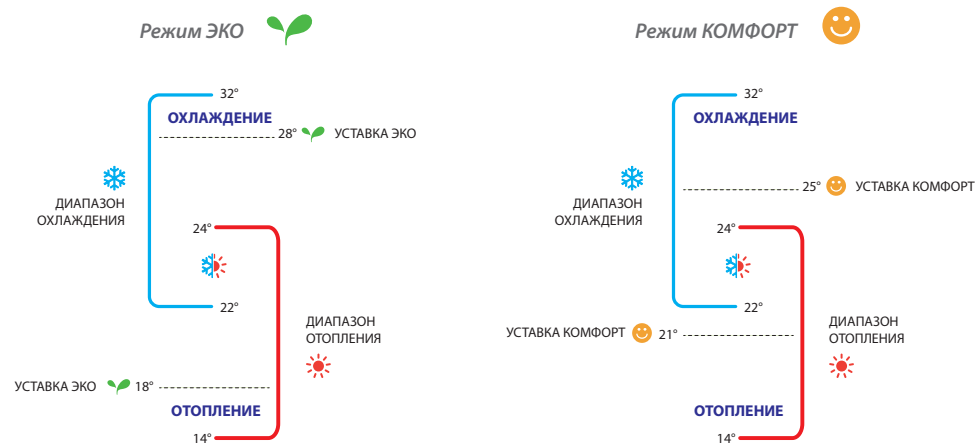 Режим ЭКО
32°
ОХЛАЖДЕНИЕ
28° УСТАВКА ЭКО
ДИАПАЗОН
ОХЛАЖДЕНИЯ
24°
22°
ДИАПАЗОН
ОТОПЛЕНИЯ
УСТАВКА ЭКО 18°
ОТОПЛЕНИЕ
14°
Режим КОМФОРТ
32°
ОХЛАЖДЕНИЕ
25° УСТАВКА КОМФОРТ
ДИАПАЗОН
ОХЛАЖДЕНИЯ
24°
22°
УСТАВКА КОМФОРТ 21°
ДИАПАЗОН
ОТОПЛЕНИЯ
ОТОПЛЕНИЕ
14°